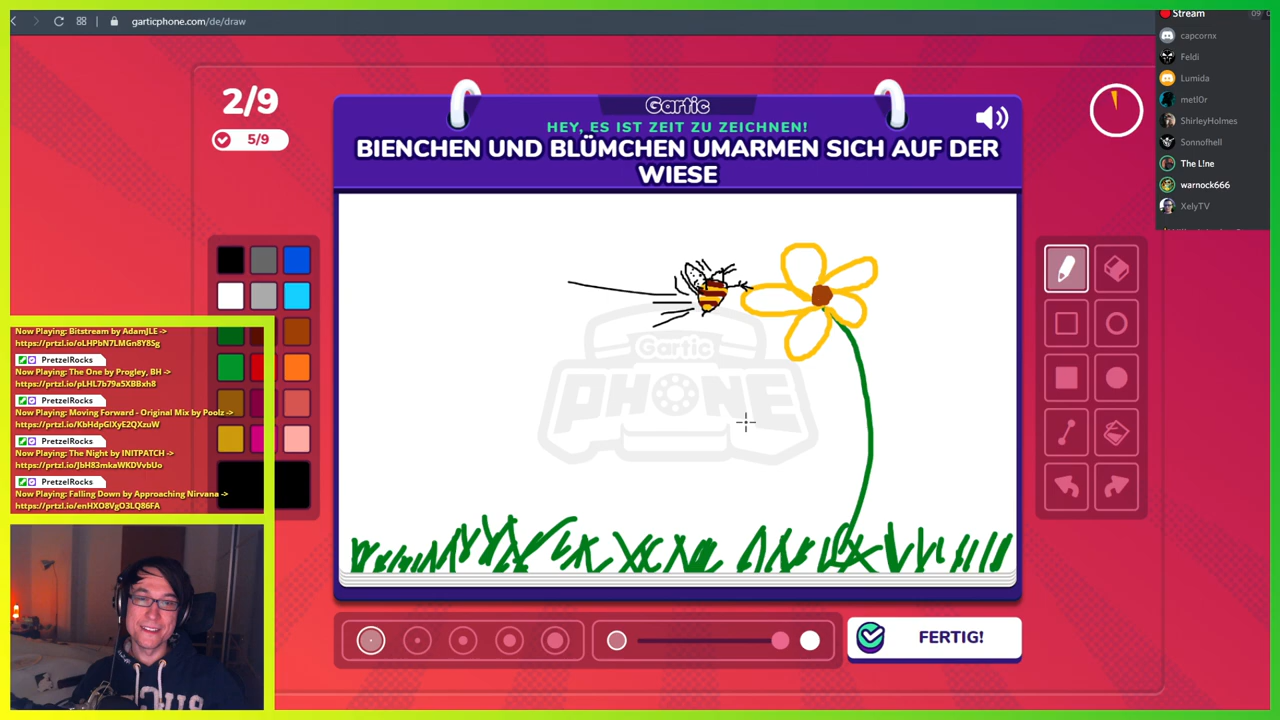 garticphone.com/de/draw
Stream
09
capcornx
Feldi
Lumida
metl0r
ShirleyHolmes
Sonnofhell
The L!ne
warnock666
XelyTV
2/9
5/9
Gartic
HEY, ES IST ZEIT ZU ZEICHNEN!
BIENCHEN UND BLÜMCHEN UMARMEN SICH AUF DER
WIESE
Gartic
PHONE
Now Playing: Bitstream by AdamJLE ->
https://prtzl.io/oLHPbN7LMGn8Y8Sg
PretzelRocks
Now Playing: The One by Progley, BH ->
https://prtzl.io/pLHL7b79a5XBBxh8
PretzelRocks
Now Playing: Moving Forward - Original Mix by Poolz ->
https://prtzl.io/KbHdpGlXyE2QXzuW
PretzelRocks
Now Playing: The Night by INITPATCH ->
https://prtzl.io/JbH83mkaWKDVvbUo
PretzelRocks
Now Playing: Falling Down by Approaching Nirvana ->
https://prtzl.io/enHXO8VgO3LQ86FA
FERTIG!